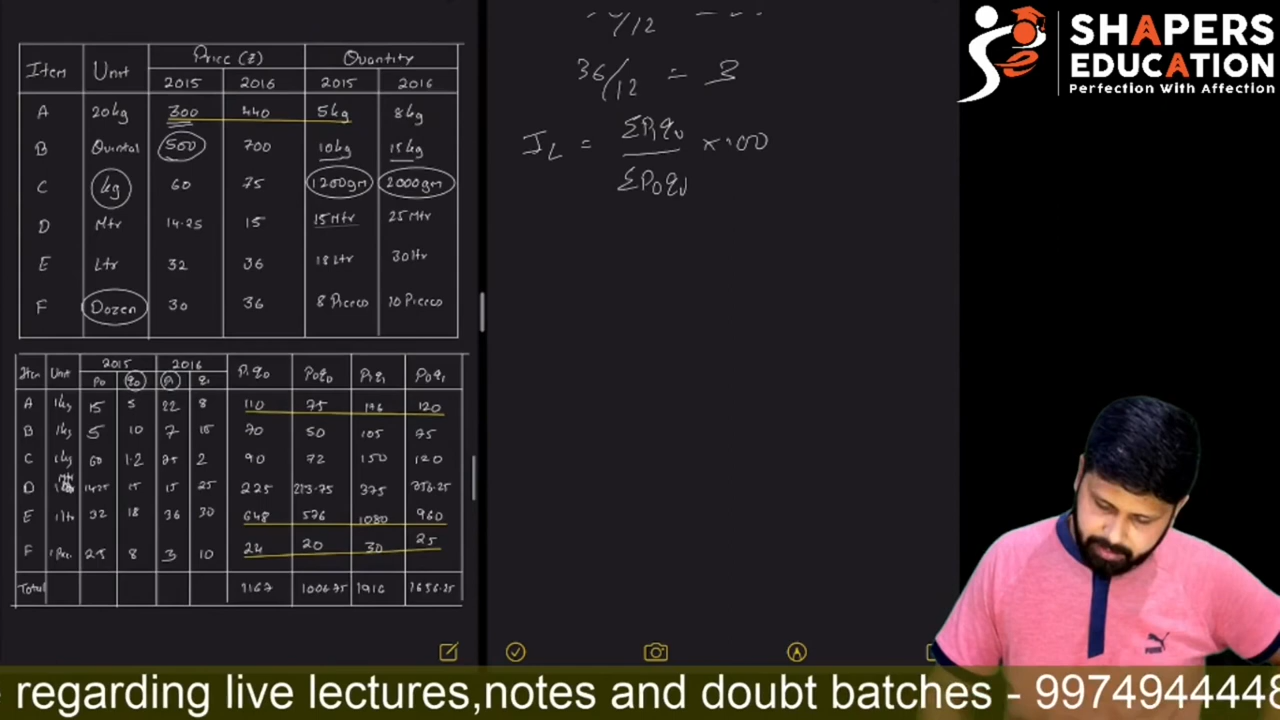 36/12 = 3
I_L = ΣP₁q₀ / ΣP₀q₀ × 100
Item Unit Price (₹) Quantity
2015 2016 2015 2016
A 20kg 300 440 5kg 8kg
B Quintal 500 700 10kg 15kg
C kg 60 75 1200gm 2000gm
D Mtr 14.25 15 15Mtr 25Mtr
E Ltr 32 36 18Ltr 30ltr
F Dozen 30 36 8 Pieces 10 Pieces
Item Unit 2015 2016 P₁q₀ P₀q₀ P₁q₁ P₀q₁
P₀ q₀ P₁ q₁
A 1kg 15 5 22 8 110 75 176 120
B 1kg 5 10 7 15 70 50 105 75
C 1kg 60 1.2 75 2 90 72 150 120
D 14.25 15 15 25 225 213.75 375 356.25
E 1ltr 32 18 36 30 648 576 1080 960
F 1Pic. 2.5 8 3 10 24 20 30 25
Total 1167 1006.75 1916 1656.25
SHAPERS
EDUCATION
Perfection With Affection
regarding live lectures,notes and doubt batches - 9974944448
PUMA